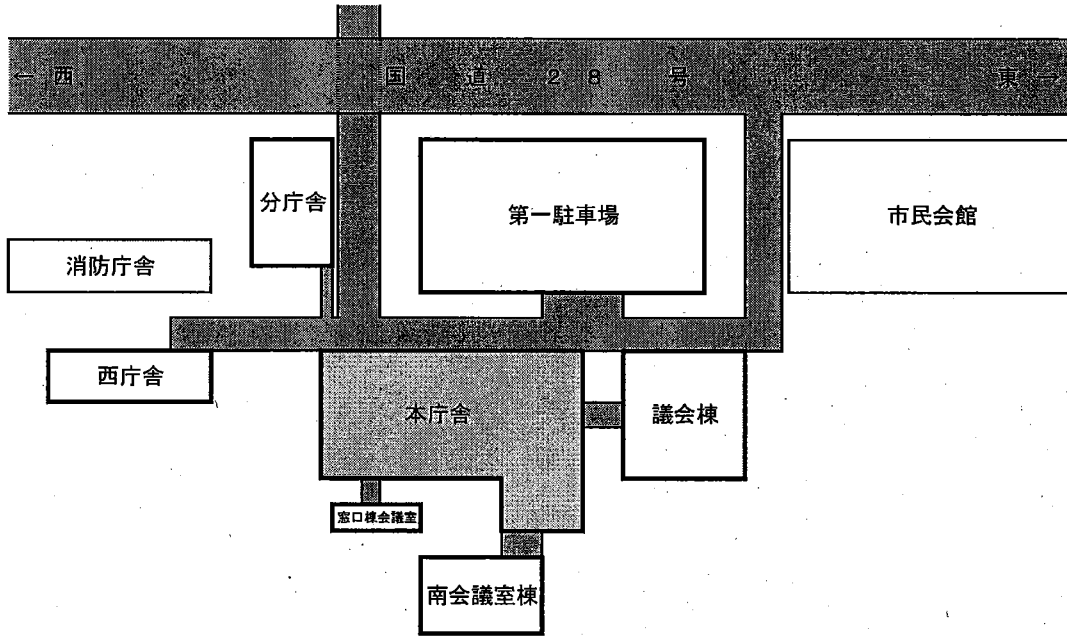 ← 西 国 道 2 8 号 東 →
分庁舎
第一駐車場
市民会館
消防庁舎
西庁舎
本庁舎
議会棟
窓口棟会議室
南会議室棟